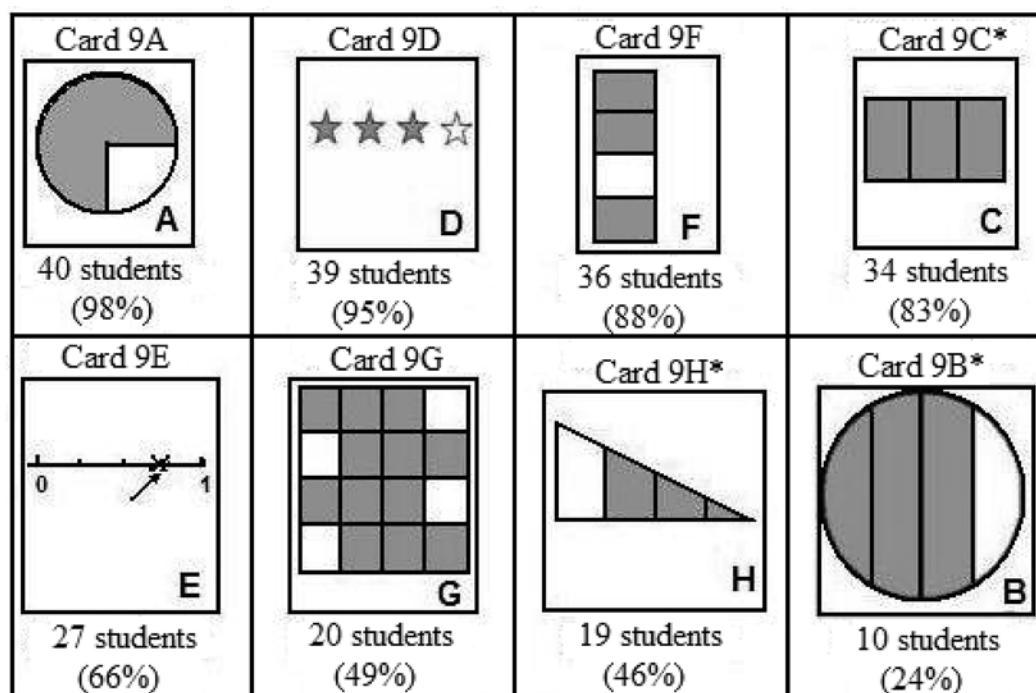 Card 9A
A
40 students
(98%)
Card 9D
D
39 students
(95%)
Card 9F
F
36 students
(88%)
Card 9C*
C
34 students
(83%)
Card 9E
0 1
E
27 students
(66%)
Card 9G
G
20 students
(49%)
Card 9H*
H
19 students
(46%)
Card 9B*
B
10 students
(24%)